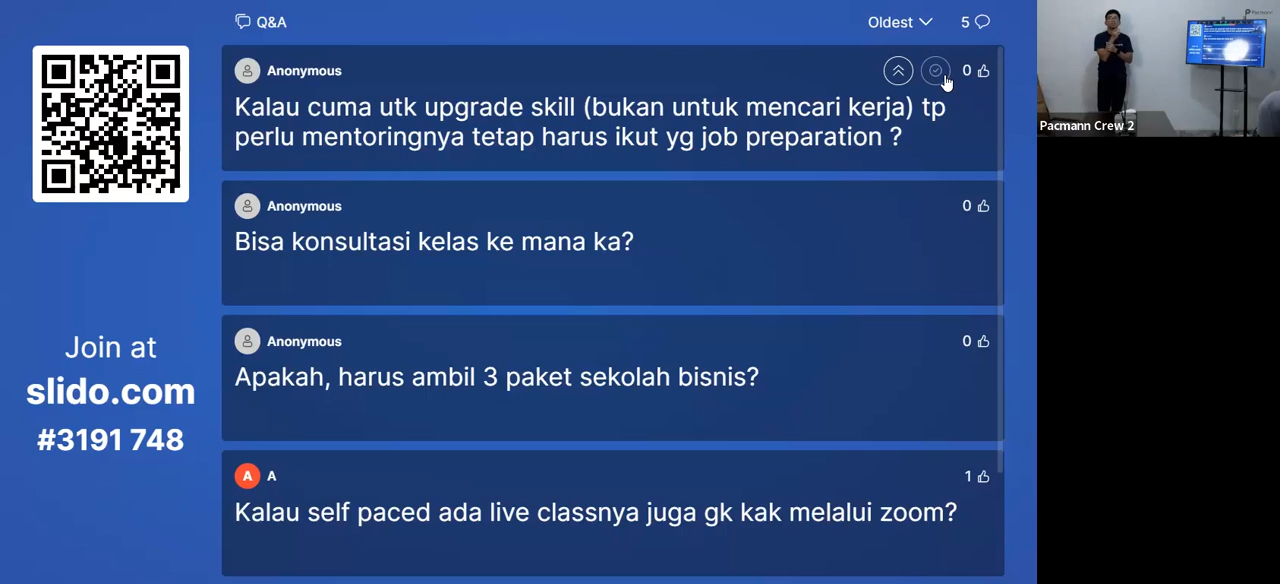 Q&A
Oldest
5
Anonymous
0
Kalau cuma utk upgrade skill (bukan untuk mencari kerja) tp
perlu mentoringnya tetap harus ikut yg job preparation ?
Anonymous
0
Bisa konsultasi kelas ke mana ka?
Anonymous
0
Apakah, harus ambil 3 paket sekolah bisnis?
A
A
1
Kalau self paced ada live classnya juga gk kak melalui zoom?
Join at
slido.com
#3191 748
Pacmann
Pacmann Crew 2